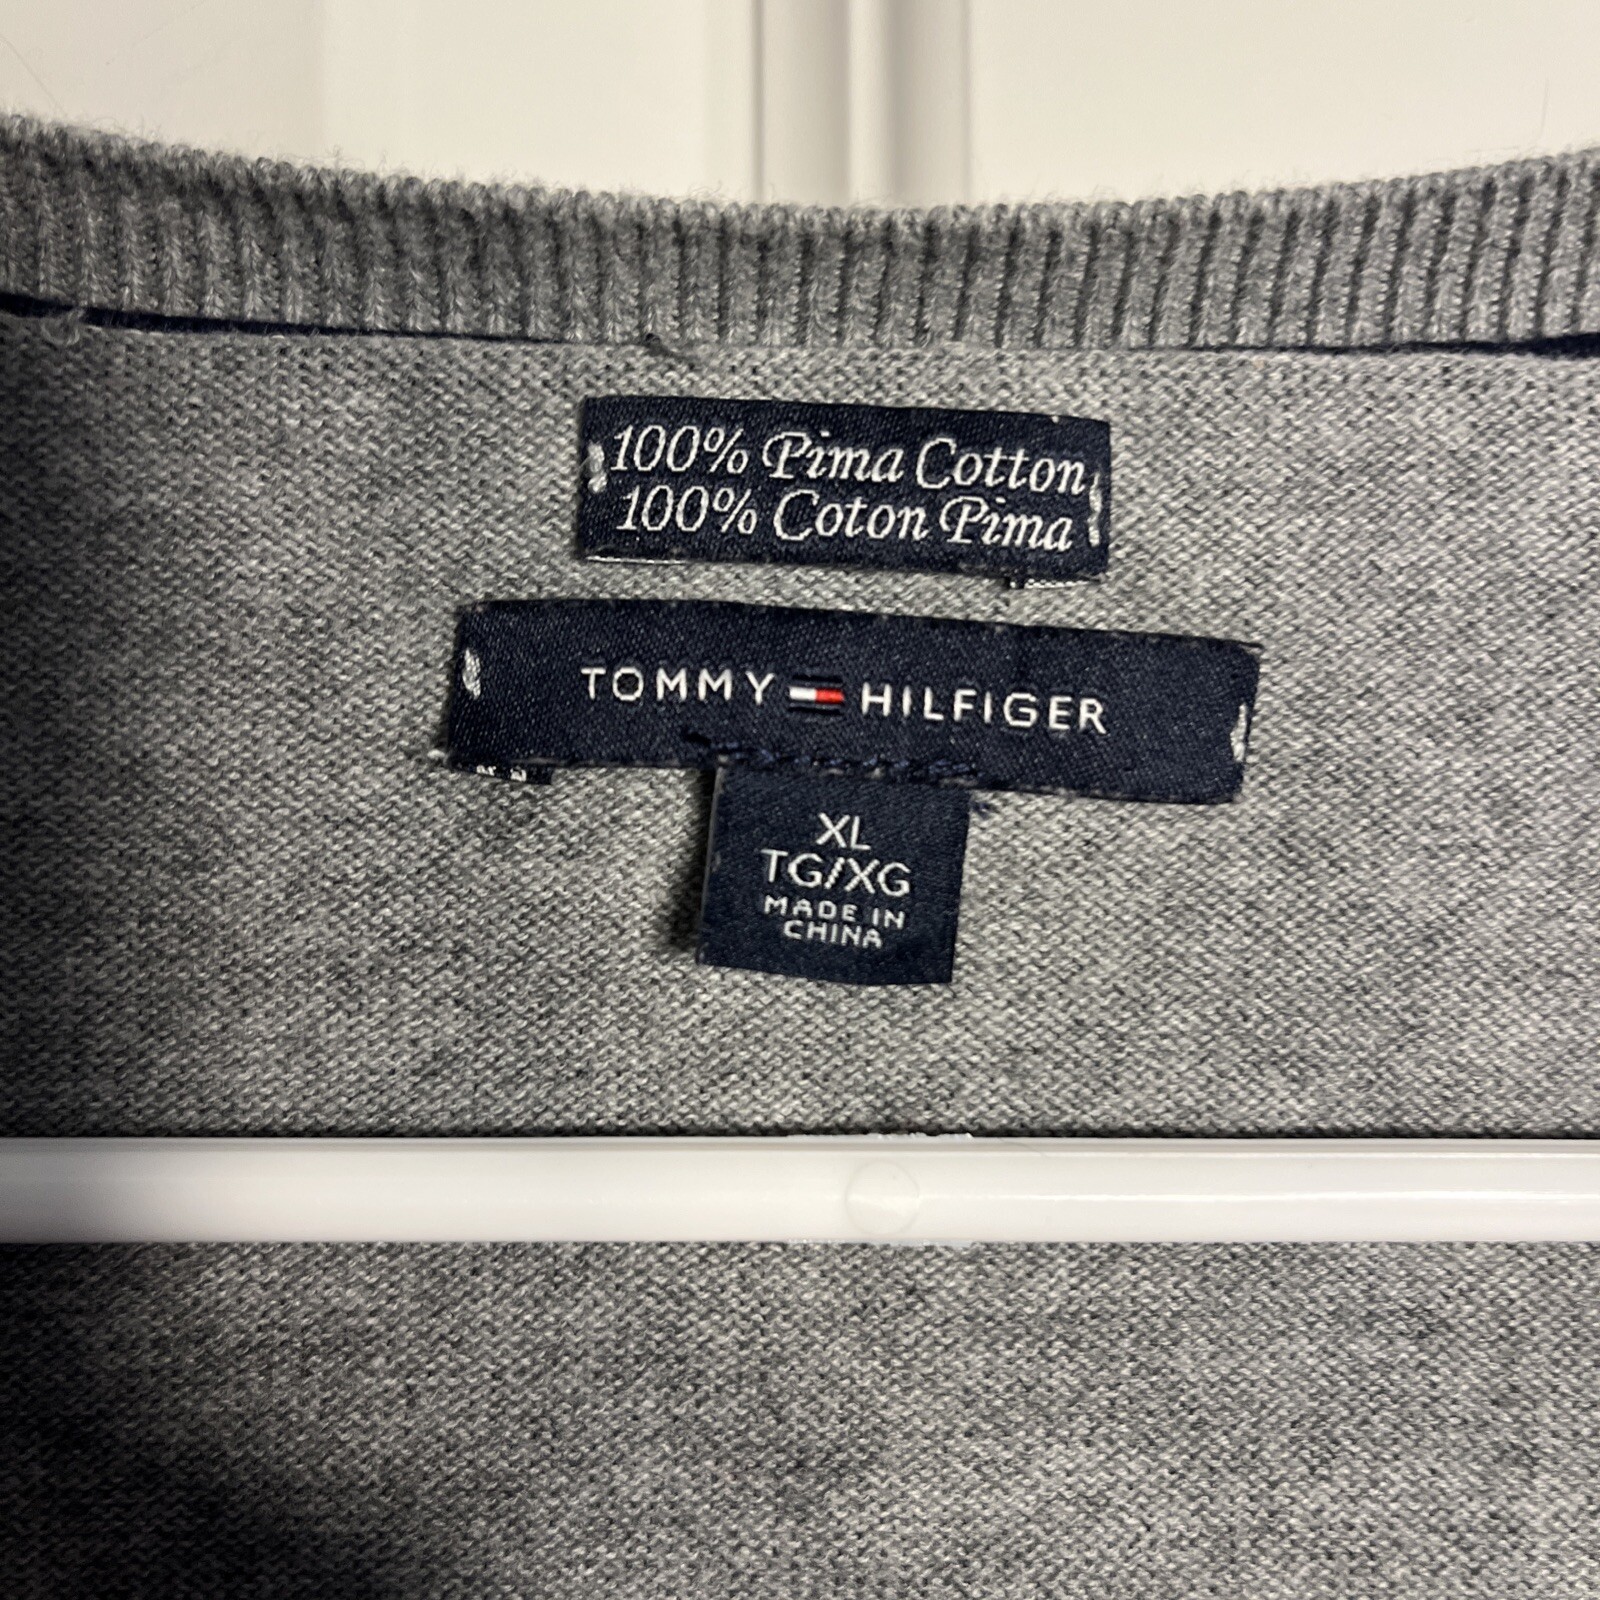 100% Pima Cotton
100% Coton Pima
TOMMY HILFIGER
XL
TG/XG
MADE IN
CHINA